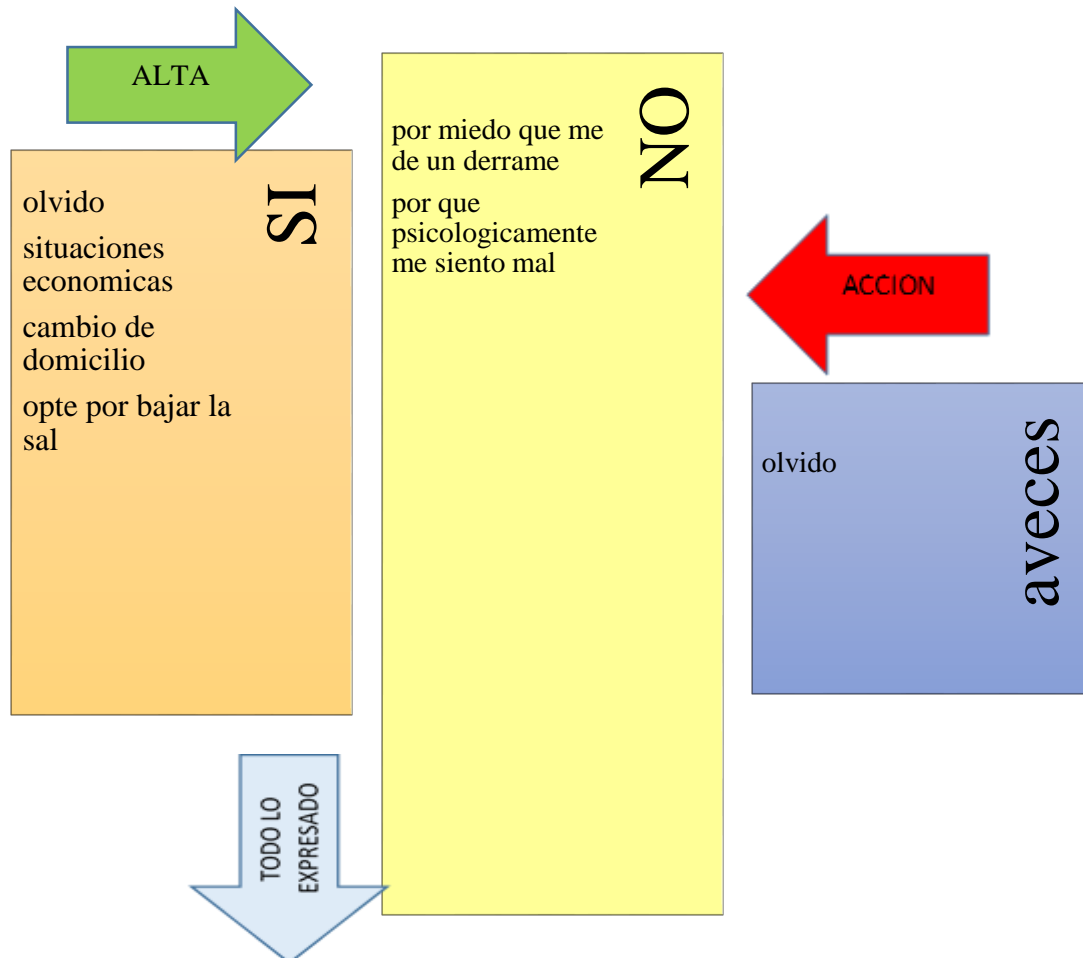 ALTA
SI
olvido
situaciones
economicas
cambio de
domicilio
opte por bajar la
sal
NO
por miedo que me
de un derrame
por que
psicologicamente
me siento mal
ACCION
aveces
olvido
TODO LO
EXPRESADO